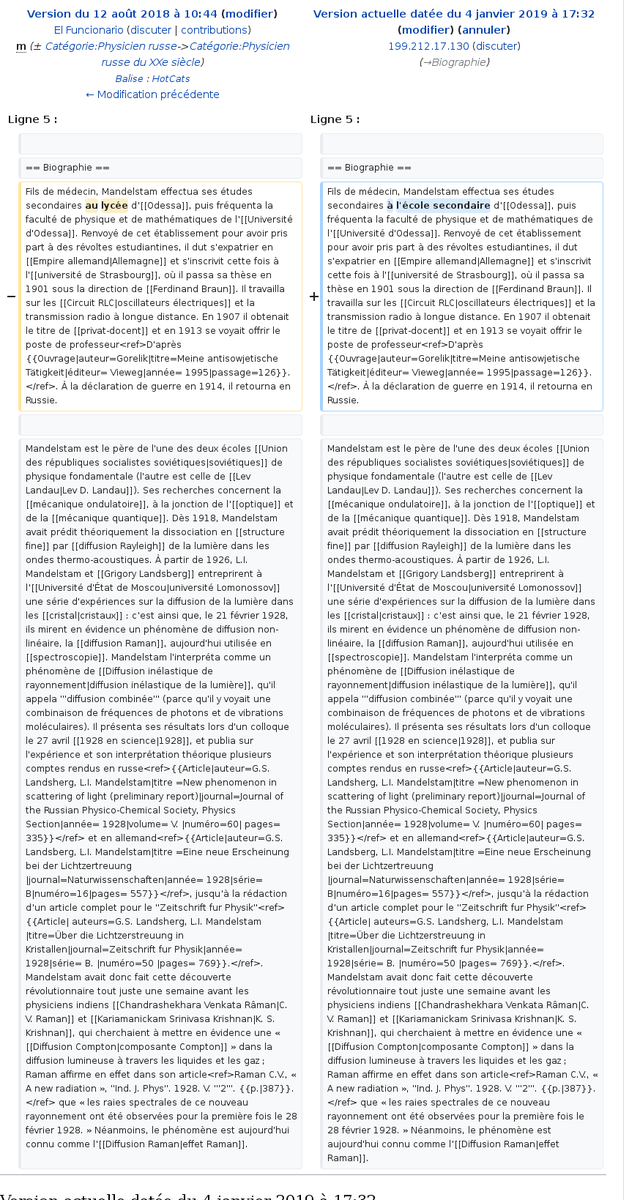 Version du 12 août 2018 à 10:44 (modifier)
El Funcionario (discuter | contributions)
m (± Catégorie:Physicien russe->Catégorie:Physicien
russe du XXe siècle)
Balise : HotCats
← Modification précédente
Version actuelle datée du 4 janvier 2019 à 17:32
(modifier) (annuler)
199.212.17.130 (discuter)
(→Biographie)
Ligne 5 :
Ligne 5 :
== Biographie ==
== Biographie ==
−
Fils de médecin, Mandelstam effectua ses études
secondaires au lycée d'[[Odessa]], puis fréquenta la
faculté de physique et de mathématiques de l'[[Université
d'Odessa]]. Renvoyé de cet établissement pour avoir pris
part à des révoltes estudiantines, il dut s'expatrier en
[[Empire allemand|Allemagne]] et s'inscrivit cette fois à
l'[[université de Strasbourg]], où il passa sa thèse en
1901 sous la direction de [[Ferdinand Braun]]. Il travailla
sur les [[Circuit RLC|oscillateurs électriques]] et la
transmission radio à longue distance. En 1907 il obtenait
le titre de [[privat-docent]] et en 1913 se voyait offrir le
poste de professeur<ref>D'après
{{Ouvrage|auteur=Gorelik|titre=Meine antisowjetische
Tätigkeit|éditeur= Vieweg|année= 1995|passage=126}}.
</ref>. À la déclaration de guerre en 1914, il retourna en
Russie.
+
Fils de médecin, Mandelstam effectua ses études
secondaires à l'école secondaire d'[[Odessa]], puis
fréquenta la faculté de physique et de mathématiques de
l'[[Université d'Odessa]]. Renvoyé de cet établissement
pour avoir pris part à des révoltes estudiantines, il dut
s'expatrier en [[Empire allemand|Allemagne]] et s'inscrivit
cette fois à l'[[université de Strasbourg]], où il passa sa
thèse en 1901 sous la direction de [[Ferdinand Braun]]. Il
travailla sur les [[Circuit RLC|oscillateurs électriques]] et la
transmission radio à longue distance. En 1907 il obtenait
le titre de [[privat-docent]] et en 1913 se voyait offrir le
poste de professeur<ref>D'après
{{Ouvrage|auteur=Gorelik|titre=Meine antisowjetische
Tätigkeit|éditeur= Vieweg|année= 1995|passage=126}}.
</ref>. À la déclaration de guerre en 1914, il retourna en
Russie.
Mandelstam est le père de l'une des deux écoles [[Union
des républiques socialistes soviétiques|soviétiques]] de
physique fondamentale (l'autre est celle de [[Lev
Landau|Lev D. Landau]]). Ses recherches concernent la
[[mécanique ondulatoire]], à la jonction de l'[[optique]] et
de la [[mécanique quantique]]. Dès 1918, Mandelstam
avait prédit théoriquement la dissociation en [[structure
fine]] par [[diffusion Rayleigh]] de la lumière dans les
ondes thermo-acoustiques. À partir de 1926, L.I.
Mandelstam et [[Grigory Landsberg]] entreprirent à
l'[[Université d'État de Moscou|université Lomonossov]]
une série d'expériences sur la diffusion de la lumière dans
les [[cristal|cristaux]] : c'est ainsi que, le 21 février 1928,
ils mirent en évidence un phénomène de diffusion non-
linéaire, la [[diffusion Raman]], aujourd'hui utilisée en
[[spectroscopie]]. Mandelstam l'interpréta comme un
phénomène de [[Diffusion inélastique de
rayonnement|diffusion inélastique de la lumière]], qu'il
appela '''diffusion combinée''' (parce qu'il y voyait une
combinaison de fréquences de photons et de vibrations
moléculaires). Il présenta ses résultats lors d'un colloque
le 27 avril [[1928 en science|1928]], et publia sur
l'expérience et son interprétation théorique plusieurs
comptes rendus en russe<ref>{{Article|auteur=G.S.
Landsherg, L.I. Mandelstam|titre =New phenomenon in
scattering of light (preliminary report)|journal=Journal of
the Russian Physico-Chemical Society, Physics
Section|année= 1928|volume= V. |numéro=60| pages=
335}}</ref> et en allemand<ref>{{Article|auteur=G.S.
Landsberg, L.I. Mandelstam|titre =Eine neue Erscheinung
bei der Lichtzertreuung
|journal=Naturwissenschaften|année= 1928|série=
B|numéro=16|pages= 557}}</ref>, jusqu'à la rédaction
d'un article complet pour le ''Zeitschrift fur Physik''<ref>
{{Article| auteurs=G.S. Landsherg, L.I. Mandelstam
|titre=Über die Lichtzerstreuung in
Kristallen|journal=Zeitschrift fur Physik|année=
1928|série= B. |numéro=50 |pages= 769}}.</ref>.
Mandelstam avait donc fait cette découverte
révolutionnaire tout juste une semaine avant les
physiciens indiens [[Chandrashekhara Venkata Râman|C.
V. Raman]] et [[Kariamanickam Srinivasa Krishnan|K. S.
Krishnan]], qui cherchaient à mettre en évidence une «
[[Diffusion Compton|composante Compton]] » dans la
diffusion lumineuse à travers les liquides et les gaz ;
Raman affirme en effet dans son article<ref>Raman C.V., «
A new radiation », ''Ind. J. Phys''. 1928. V. '''2'''. {{p.|387}}.
</ref> que « les raies spectrales de ce nouveau
rayonnement ont été observées pour la première fois le 28
février 1928. » Néanmoins, le phénomène est aujourd'hui
connu comme l'[[Diffusion Raman|effet Raman]].
Mandelstam est le père de l'une des deux écoles [[Union
des républiques socialistes soviétiques|soviétiques]] de
physique fondamentale (l'autre est celle de [[Lev
Landau|Lev D. Landau]]). Ses recherches concernent la
[[mécanique ondulatoire]], à la jonction de l'[[optique]] et
de la [[mécanique quantique]]. Dès 1918, Mandelstam
avait prédit théoriquement la dissociation en [[structure
fine]] par [[diffusion Rayleigh]] de la lumière dans les
ondes thermo-acoustiques. À partir de 1926, L.I.
Mandelstam et [[Grigory Landsberg]] entreprirent à
l'[[Université d'État de Moscou|université Lomonossov]]
une série d'expériences sur la diffusion de la lumière dans
les [[cristal|cristaux]] : c'est ainsi que, le 21 février 1928,
ils mirent en évidence un phénomène de diffusion non-
linéaire, la [[diffusion Raman]], aujourd'hui utilisée en
[[spectroscopie]]. Mandelstam l'interpréta comme un
phénomène de [[Diffusion inélastique de
rayonnement|diffusion inélastique de la lumière]], qu'il
appela '''diffusion combinée''' (parce qu'il y voyait une
combinaison de fréquences de photons et de vibrations
moléculaires). Il présenta ses résultats lors d'un colloque
le 27 avril [[1928 en science|1928]], et publia sur
l'expérience et son interprétation théorique plusieurs
comptes rendus en russe<ref>{{Article|auteur=G.S.
Landsherg, L.I. Mandelstam|titre =New phenomenon in
scattering of light (preliminary report)|journal=Journal of
the Russian Physico-Chemical Society, Physics
Section|année= 1928|volume= V. |numéro=60| pages=
335}}</ref> et en allemand<ref>{{Article|auteur=G.S.
Landsberg, L.I. Mandelstam|titre =Eine neue Erscheinung
bei der Lichtzertreuung
|journal=Naturwissenschaften|année= 1928|série=
B|numéro=16|pages= 557}}</ref>, jusqu'à la rédaction
d'un article complet pour le ''Zeitschrift fur Physik''<ref>
{{Article| auteurs=G.S. Landsherg, L.I. Mandelstam
|titre=Über die Lichtzerstreuung in
Kristallen|journal=Zeitschrift fur Physik|année=
1928|série= B. |numéro=50 |pages= 769}}.</ref>.
Mandelstam avait donc fait cette découverte
révolutionnaire tout juste une semaine avant les
physiciens indiens [[Chandrashekhara Venkata Râman|C.
V. Raman]] et [[Kariamanickam Srinivasa Krishnan|K. S.
Krishnan]], qui cherchaient à mettre en évidence une «
[[Diffusion Compton|composante Compton]] » dans la
diffusion lumineuse à travers les liquides et les gaz ;
Raman affirme en effet dans son article<ref>Raman C.V., «
A new radiation », ''Ind. J. Phys''. 1928. V. '''2'''. {{p.|387}}.
</ref> que « les raies spectrales de ce nouveau
rayonnement ont été observées pour la première fois le
28 février 1928. » Néanmoins, le phénomène est
aujourd'hui connu comme l'[[Diffusion Raman|effet
Raman]].
Version actuelle datée du 4 janvier 2019 à 17:32